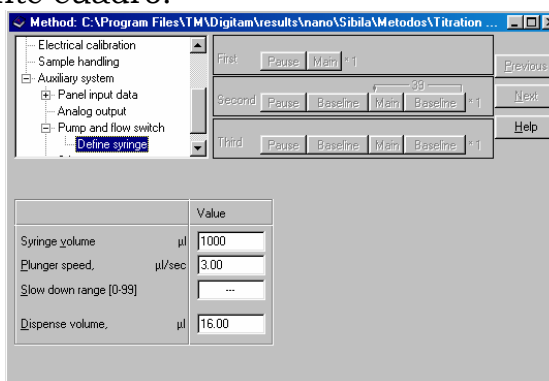 Method: C:\Program Files\TM\Digitam\results\nano\Sibila\Metodos\Titration ...
Electrical calibration
Sample handling
Auxiliary system
Panel input data
Analog output
Pump and flow switch
Define syringe
First Pause Main * 1
33
Second Pause Baseline Main Baseline * 1
Third Pause Baseline Main Baseline * 1
Previous
Next
Help
Value
Syringe volume µl 1000
Plunger speed, µl/sec 3.00
Slow down range [0-99] ---
Dispense volume, µl 16.00